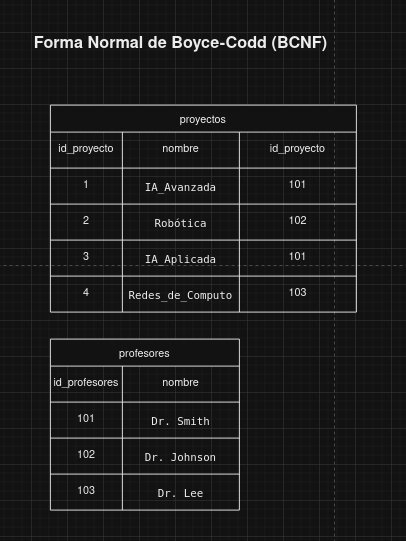 Forma Normal de Boyce-Codd (BCNF)
proyectos
id_proyecto nombre id_proyecto
1 IA_Avanzada 101
2 Robótica 102
3 IA_Aplicada 101
4 Redes_de_Computo 103
profesores
id_profesores nombre
101 Dr. Smith
102 Dr. Johnson
103 Dr. Lee